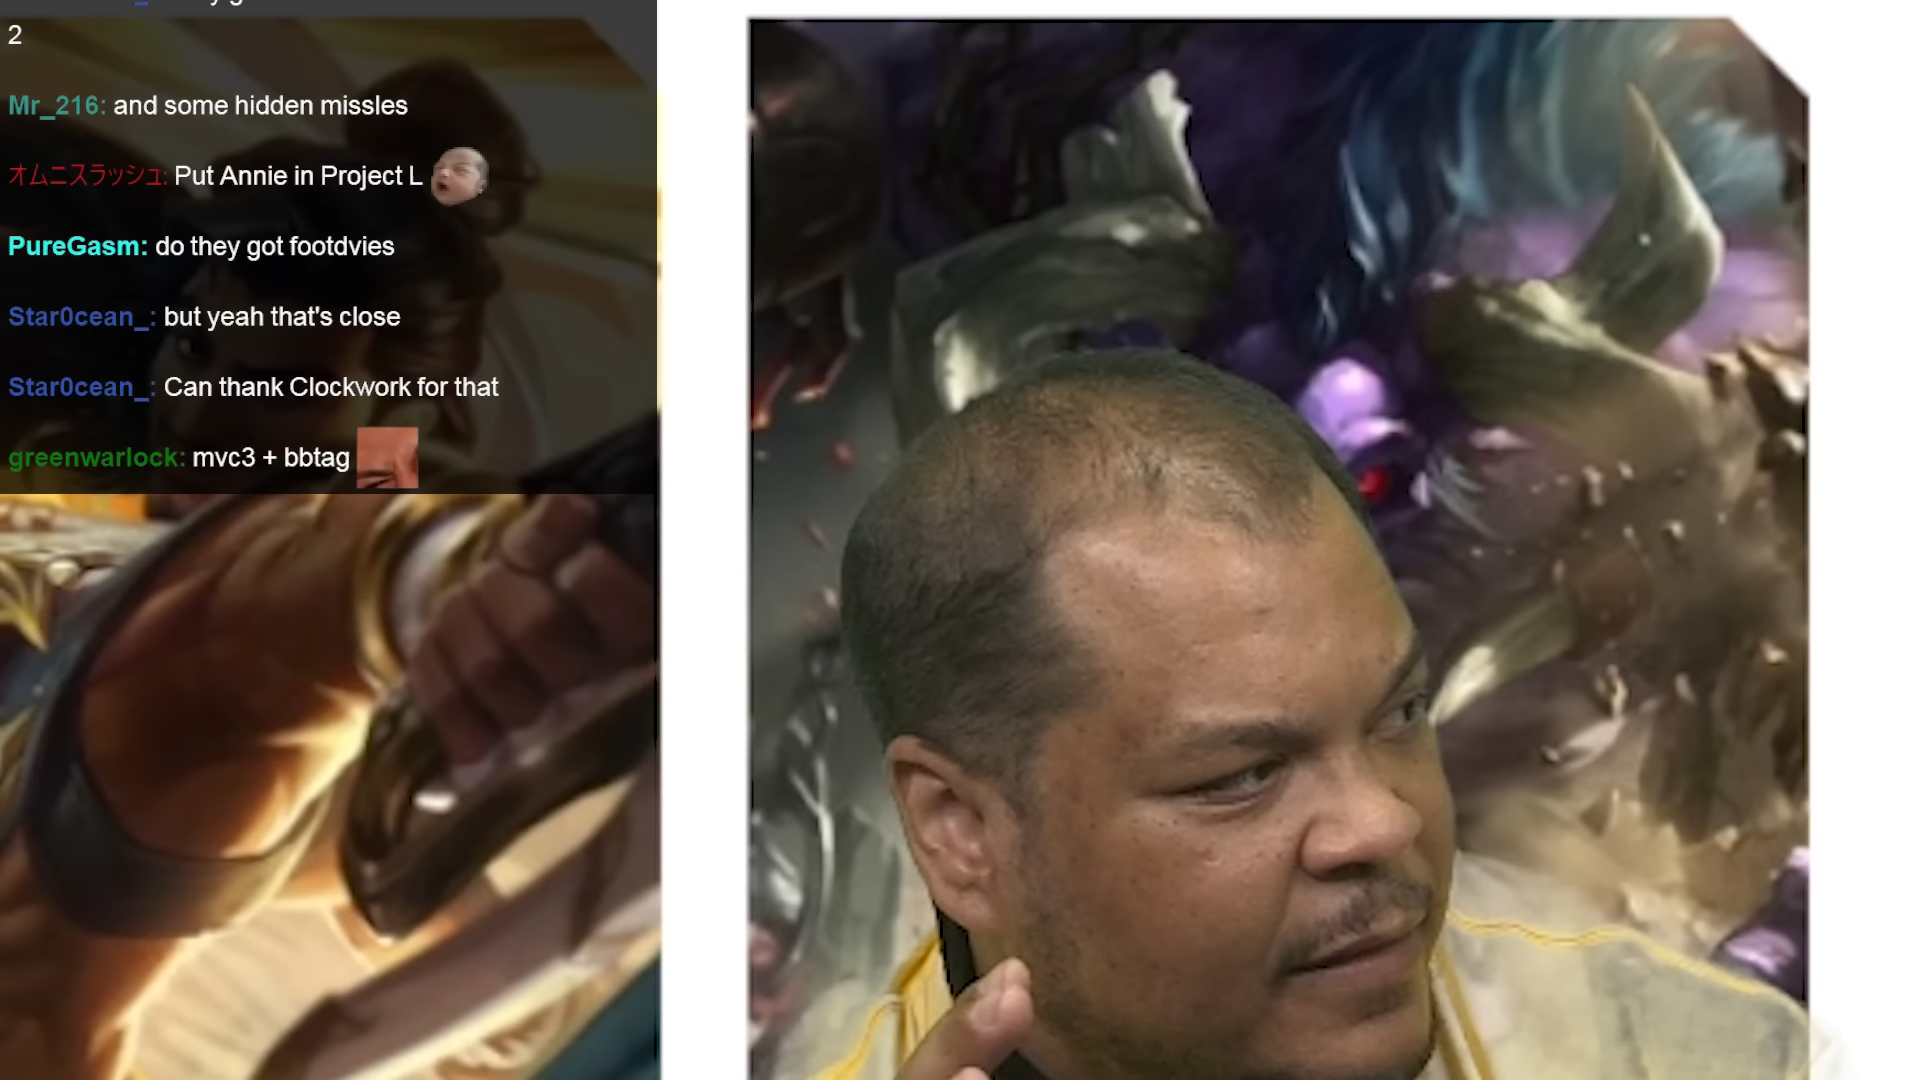 2
Mr_216: and some hidden missles
オムニスラッシュ: Put Annie in Project L
PureGasm: do they got footdvies
Star0cean_: but yeah that's close
Star0cean_: Can thank Clockwork for that
greenwarlock: mvc3 + bbtag